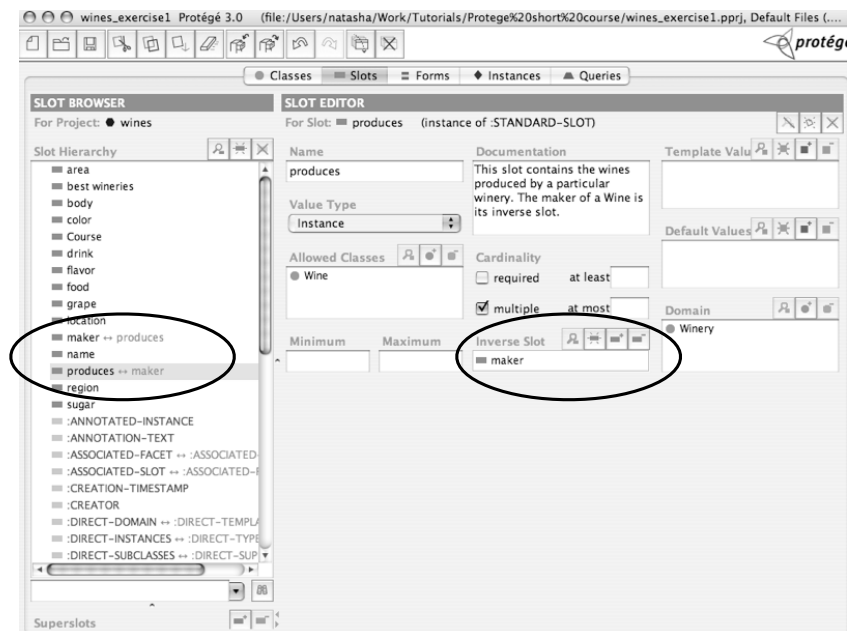 wines_exercise1 Protégé 3.0 (file:/Users/natasha/Work/Tutorials/Protege%20short%20course/wines_exercise1.pprj, Default Files (....
protégé
Classes Slots Forms Instances Queries
SLOT BROWSER
For Project: wines
Slot Hierarchy
area
best wineries
body
color
Course
drink
flavor
food
grape
location
maker ↔ produces
name
produces ↔ maker
region
sugar
:ANNOTATED-INSTANCE
:ANNOTATION-TEXT
:ASSOCIATED-FACET ↔ :ASSOCIATED-
:ASSOCIATED-SLOT ↔ :ASSOCIATED-F
:CREATION-TIMESTAMP
:CREATOR
:DIRECT-DOMAIN ↔ :DIRECT-TEMPLA
:DIRECT-INSTANCES ↔ :DIRECT-TYPE
:DIRECT-SUBCLASSES ↔ :DIRECT-SUP
Superslots
SLOT EDITOR
For Slot: produces (instance of :STANDARD-SLOT)
Name
produces
Value Type
Instance
Allowed Classes
Wine
Minimum
Maximum
Documentation
This slot contains the wines
produced by a particular
winery. The maker of a Wine is
its inverse slot.
Cardinality
required at least
multiple at most
Inverse Slot
maker
Template Valu
Default Values
Domain
Winery